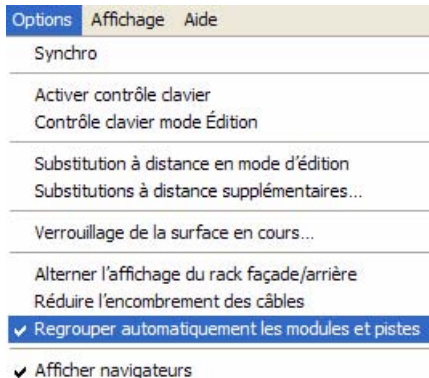 Options Affichage Aide
Synchro
Activer contrôle clavier
Contrôle clavier mode Édition
Substitution à distance en mode d'édition
Substitutions à distance supplémentaires...
Verrouillage de la surface en cours...
Alterner l'affichage du rack façade/arrière
Réduire l'encombrement des câbles
Regrouper automatiquement les modules et pistes
Afficher navigateurs